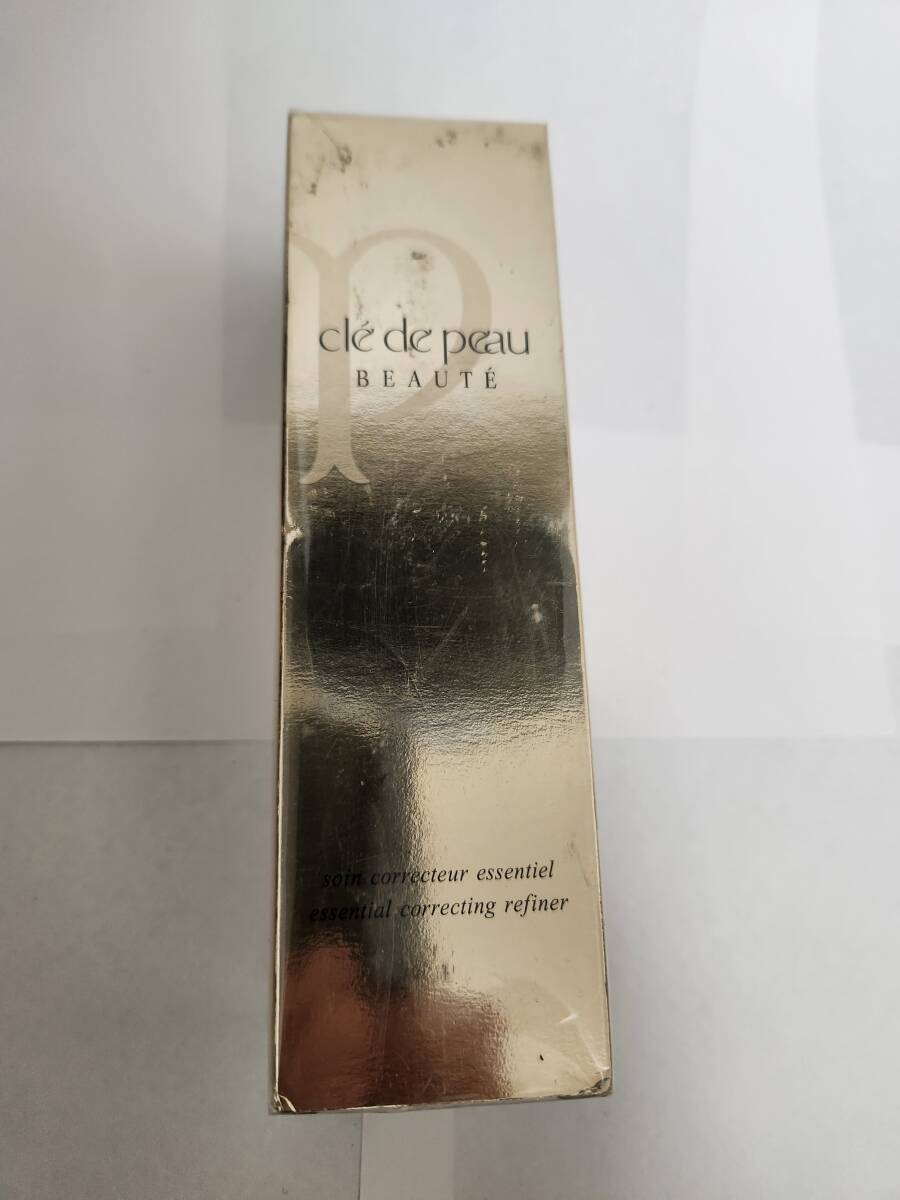 clé de peau
BEAUTÉ
soin correcteur essentiel
essential correcting refiner